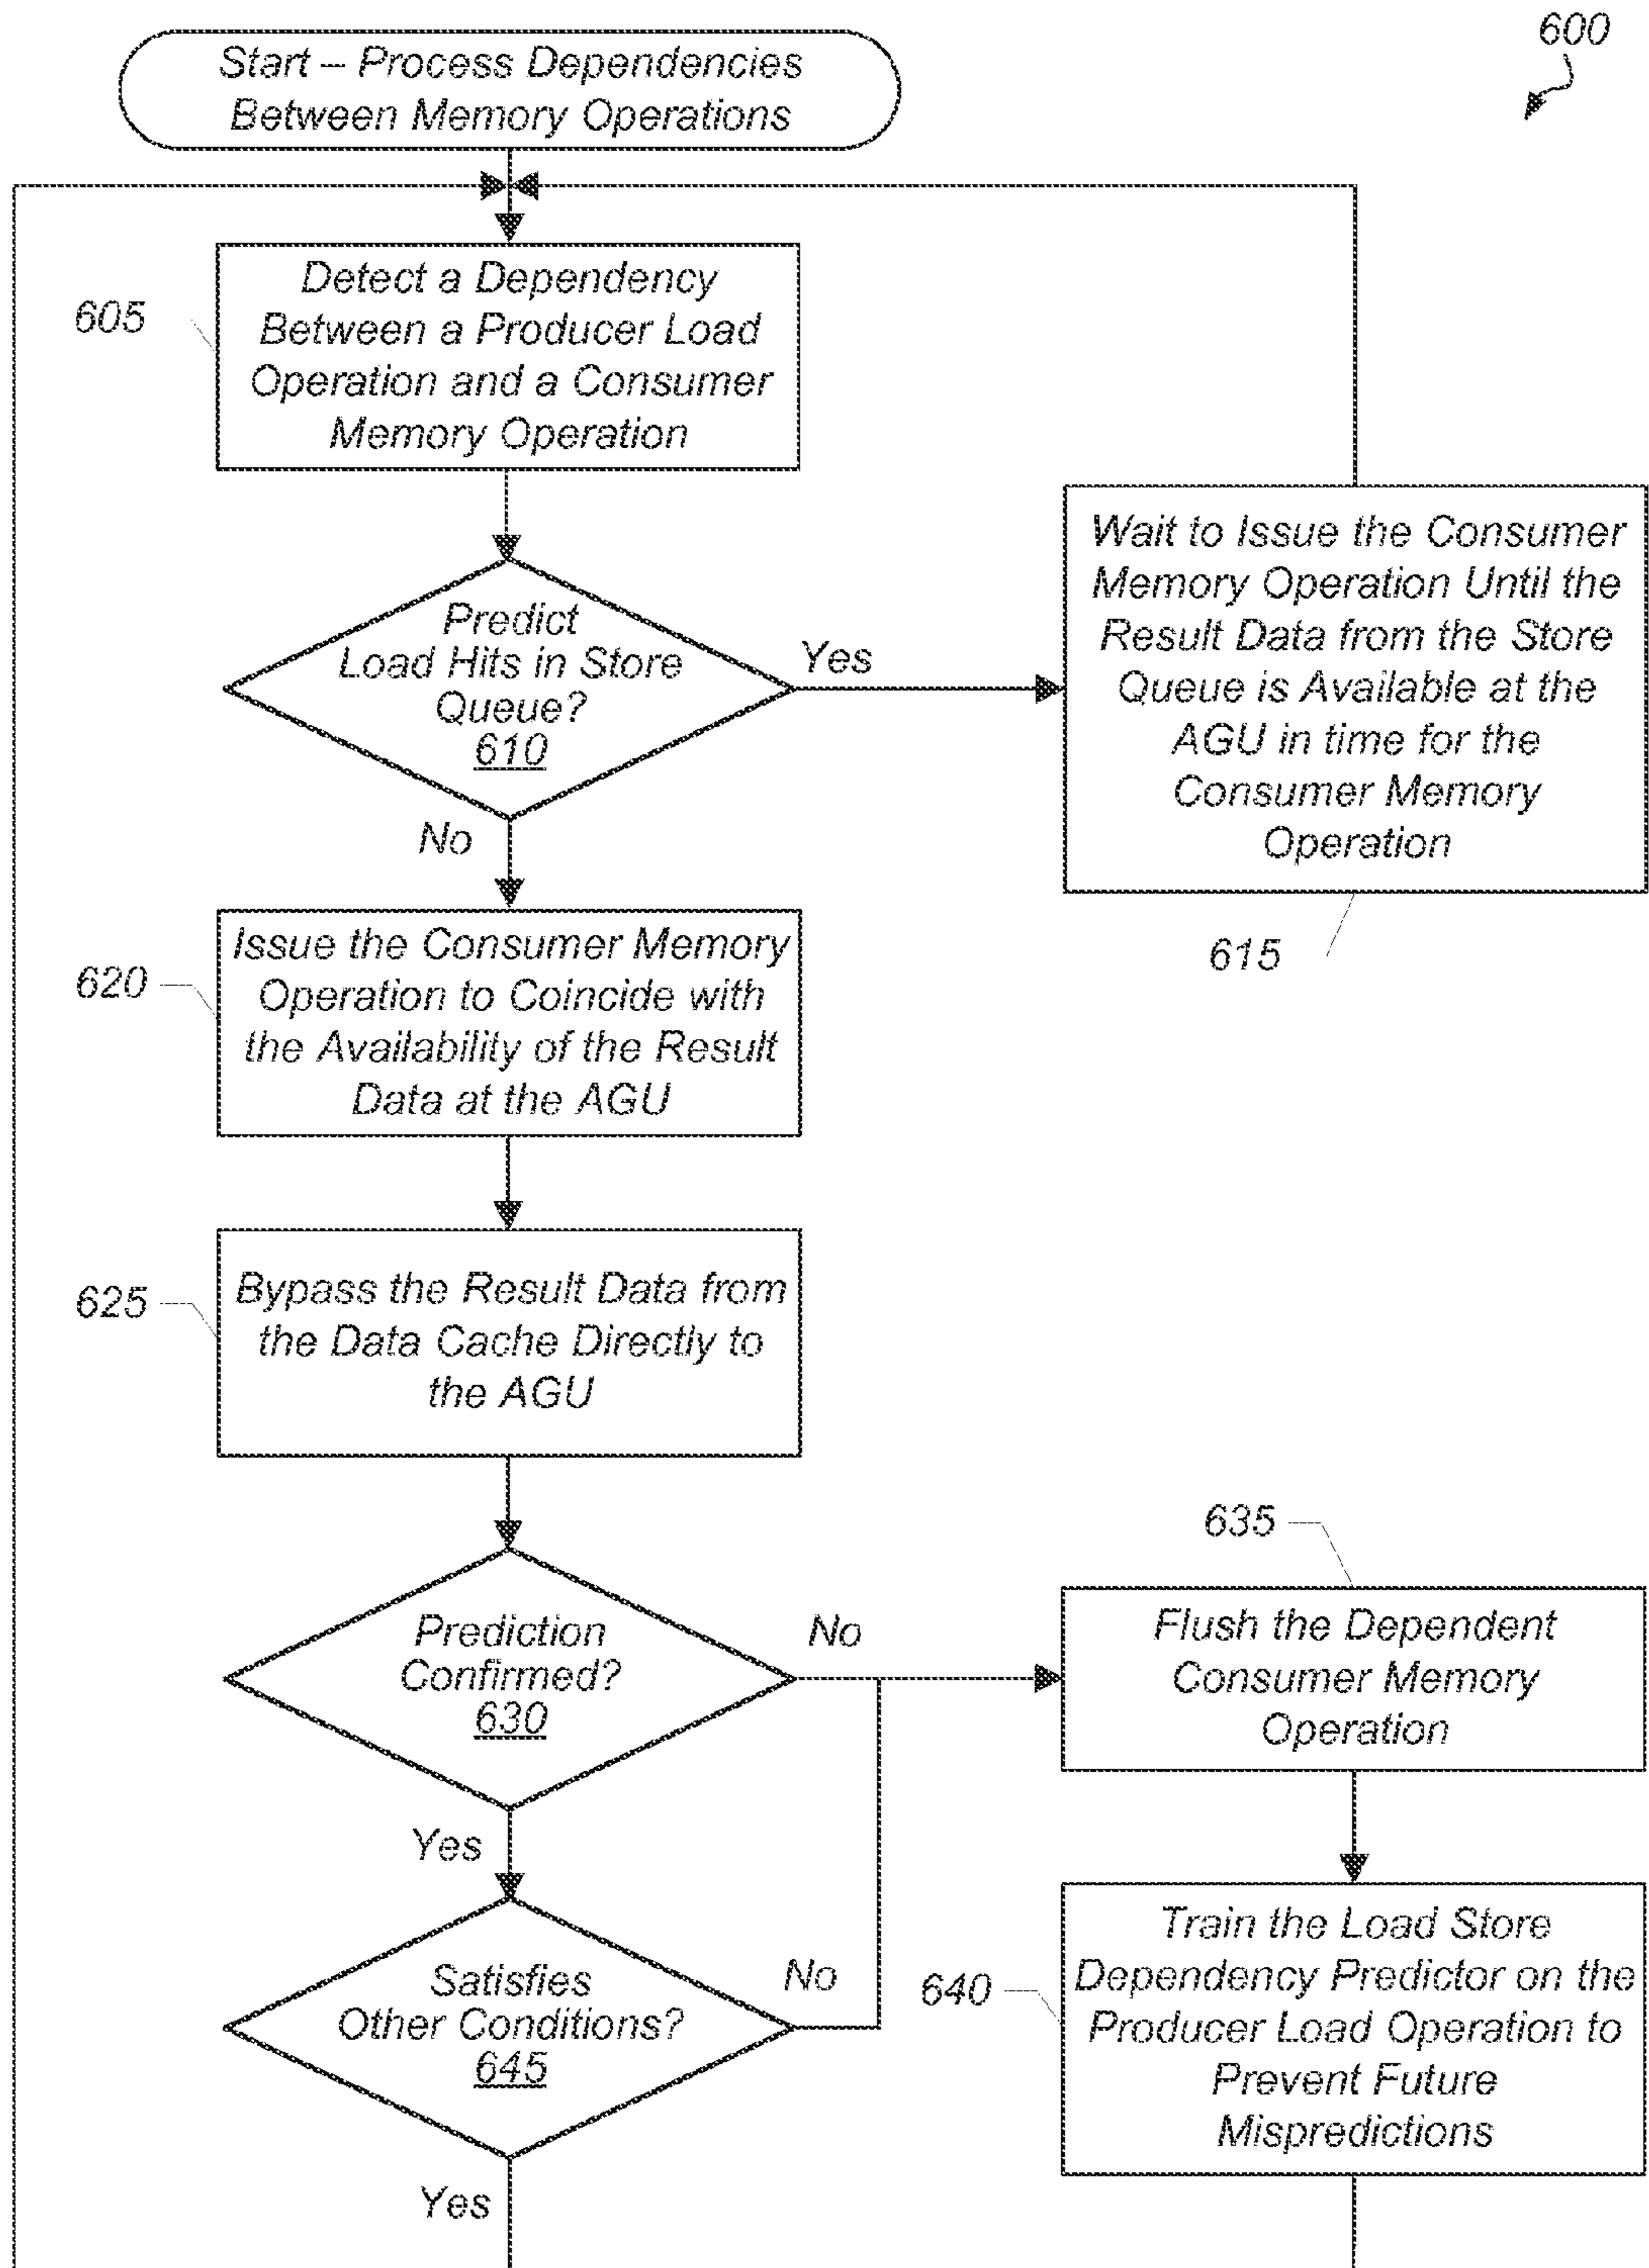 600
Start – Process Dependencies
Between Memory Operations
605
Detect a Dependency
Between a Producer Load
Operation and a Consumer
Memory Operation
Predict
Load Hits in Store
Queue?
610
Yes
No
Wait to Issue the Consumer
Memory Operation Until the
Result Data from the Store
Queue is Available at the
AGU in time for the
Consumer Memory
Operation
615
620
Issue the Consumer Memory
Operation to Coincide with
the Availability of the Result
Data at the AGU
625
Bypass the Result Data from
the Data Cache Directly to
the AGU
Prediction
Confirmed?
630
No
Yes
635
Flush the Dependent
Consumer Memory
Operation
Satisfies
Other Conditions?
645
No
Yes
640
Train the Load Store
Dependency Predictor on the
Producer Load Operation to
Prevent Future
Mispredictions